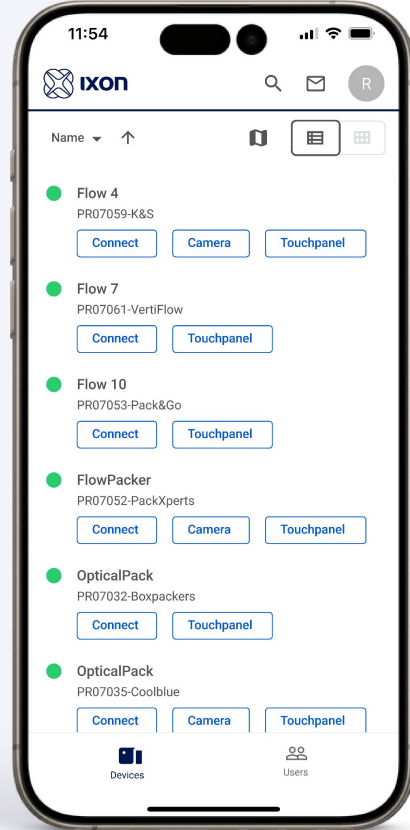 11:54
IXON
R
Name
Flow 4
PR07059-K&S
Connect Camera Touchpanel
Flow 7
PR07061-VertiFlow
Connect Touchpanel
Flow 10
PR07053-Pack&Go
Connect Touchpanel
FlowPacker
PR07052-PackXperts
Connect Camera Touchpanel
OpticalPack
PR07032-Boxpackers
Connect Touchpanel
OpticalPack
PR07035-Coolblue
Connect Camera Touchpanel
Devices Users